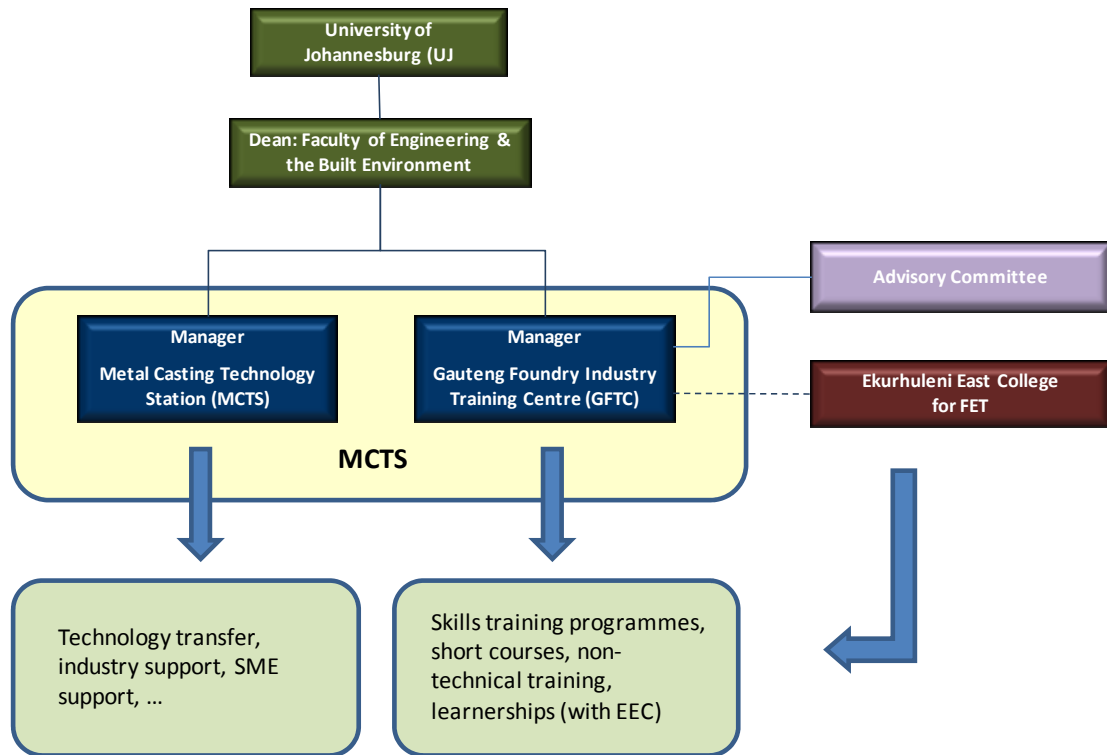 University of
Johannesburg (UJ
Dean: Faculty of Engineering &
the Built Environment
Advisory Committee
Manager
Metal Casting Technology
Station (MCTS)
Manager
Gauteng Foundry Industry
Training Centre (GFTC)
Ekurhuleni East College
for FET
MCTS
Technology transfer,
industry support, SME
support, ...
Skills training programmes,
short courses, non-
technical training,
learnerships (with EEC)